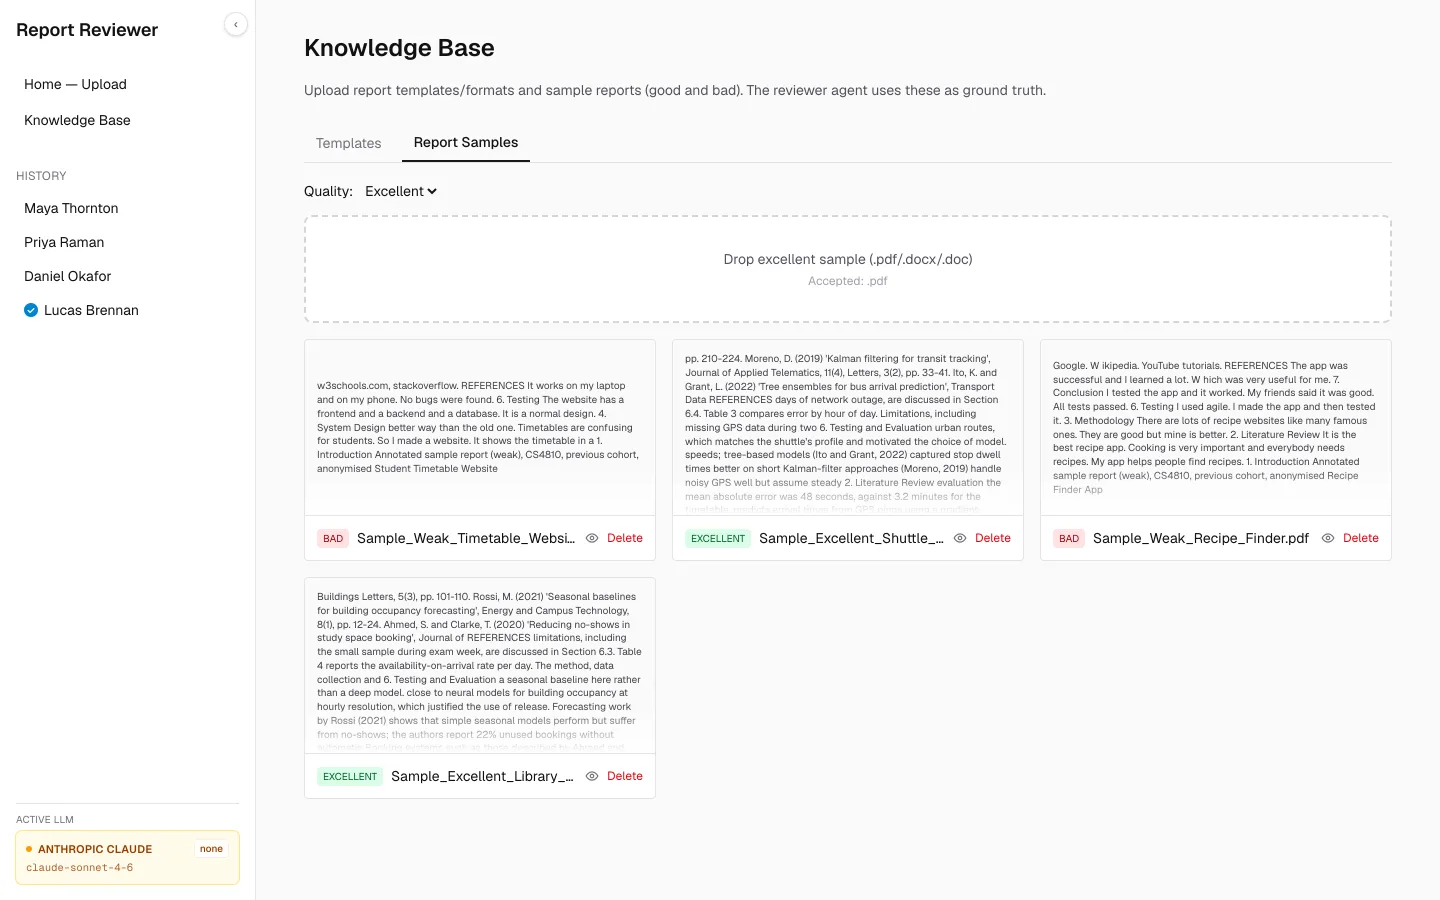 Report Reviewer
‹
Home — Upload
Knowledge Base
HISTORY
Maya Thornton
Priya Raman
Daniel Okafor
Lucas Brennan
ACTIVE LLM
ANTHROPIC CLAUDE
none
claude-sonnet-4-6
Knowledge Base
Upload report templates/formats and sample reports (good and bad). The reviewer agent uses these as ground truth.
Templates
Report Samples
Quality: Excellent
Drop excellent sample (.pdf/.docx/.doc)
Accepted: .pdf
w3schools.com, stackoverflow. REFERENCES It works on my laptop
and on my phone. No bugs were found. 6. Testing The website has a
frontend and a backend and a database. It is a normal design. 4.
System Design better way than the old one. Timetables are confusing
for students. So I made a website. It shows the timetable in a 1.
Introduction Annotated sample report (weak), CS4810, previous cohort,
anonymised Student Timetable Website
BAD
Sample_Weak_Timetable_Websi...
Delete
pp. 210-224. Moreno, D. (2019) 'Kalman filtering for transit tracking',
Journal of Applied Telematics, 11(4), Letters, 3(2), pp. 33-41. Ito, K. and
Grant, L. (2022) 'Tree ensembles for bus arrival prediction', Transport
Data REFERENCES days of network outage, are discussed in Section
6.4. Table 3 compares error by hour of day. Limitations, including
missing GPS data during two 6. Testing and Evaluation urban routes,
which matches the shuttle's profile and motivated the choice of model.
speeds; tree-based models (Ito and Grant, 2022) captured stop dwell
times better on short Kalman-filter approaches (Moreno, 2019) handle
noisy GPS well but assume steady 2. Literature Review evaluation the
mean absolute error was 48 seconds, against 3.2 minutes for the
timetable. predicts arrival times from GPS pings using a gradient
EXCELLENT
Sample_Excellent_Shuttle_...
Delete
Google. W ikipedia. YouTube tutorials. REFERENCES The app was
successful and I learned a lot. W hich was very useful for me. 7.
Conclusion I tested the app and it worked. My friends said it was good.
All tests passed. 6. Testing I used agile. I made the app and then tested
it. 3. Methodology There are lots of recipe websites like many famous
ones. They are good but mine is better. 2. Literature Review It is the
best recipe app. Cooking is very important and everybody needs
recipes. My app helps people find recipes. 1. Introduction Annotated
sample report (weak), CS4810, previous cohort, anonymised Recipe
Finder App
BAD
Sample_Weak_Recipe_Finder.pdf
Delete
Buildings Letters, 5(3), pp. 101-110. Rossi, M. (2021) 'Seasonal baselines
for building occupancy forecasting', Energy and Campus Technology,
8(1), pp. 12-24. Ahmed, S. and Clarke, T. (2020) 'Reducing no-shows in
study space booking', Journal of REFERENCES limitations, including
the small sample during exam week, are discussed in Section 6.3. Table
4 reports the availability-on-arrival rate per day. The method, data
collection and 6. Testing and Evaluation a seasonal baseline here rather
than a deep model. close to neural models for building occupancy at
hourly resolution, which justified the use of release. Forecasting work
by Rossi (2021) shows that simple seasonal models perform but suffer
from no-shows; the authors report 22% unused bookings without
automatic Booking systems such as those described by Ahmed and
EXCELLENT
Sample_Excellent_Library_...
Delete